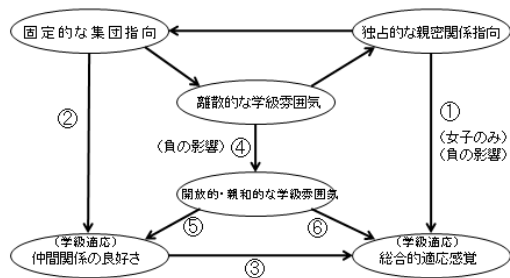 固定的な集団指向
独占的な親密関係指向
離散的な学級雰囲気
①
②
(女子のみ)
(負の影響)
(負の影響)
④
開放的・親和的な学級雰囲気
⑤
⑥
(学級適応)
仲間関係の良好さ
③
(学級適応)
総合的適応感覚